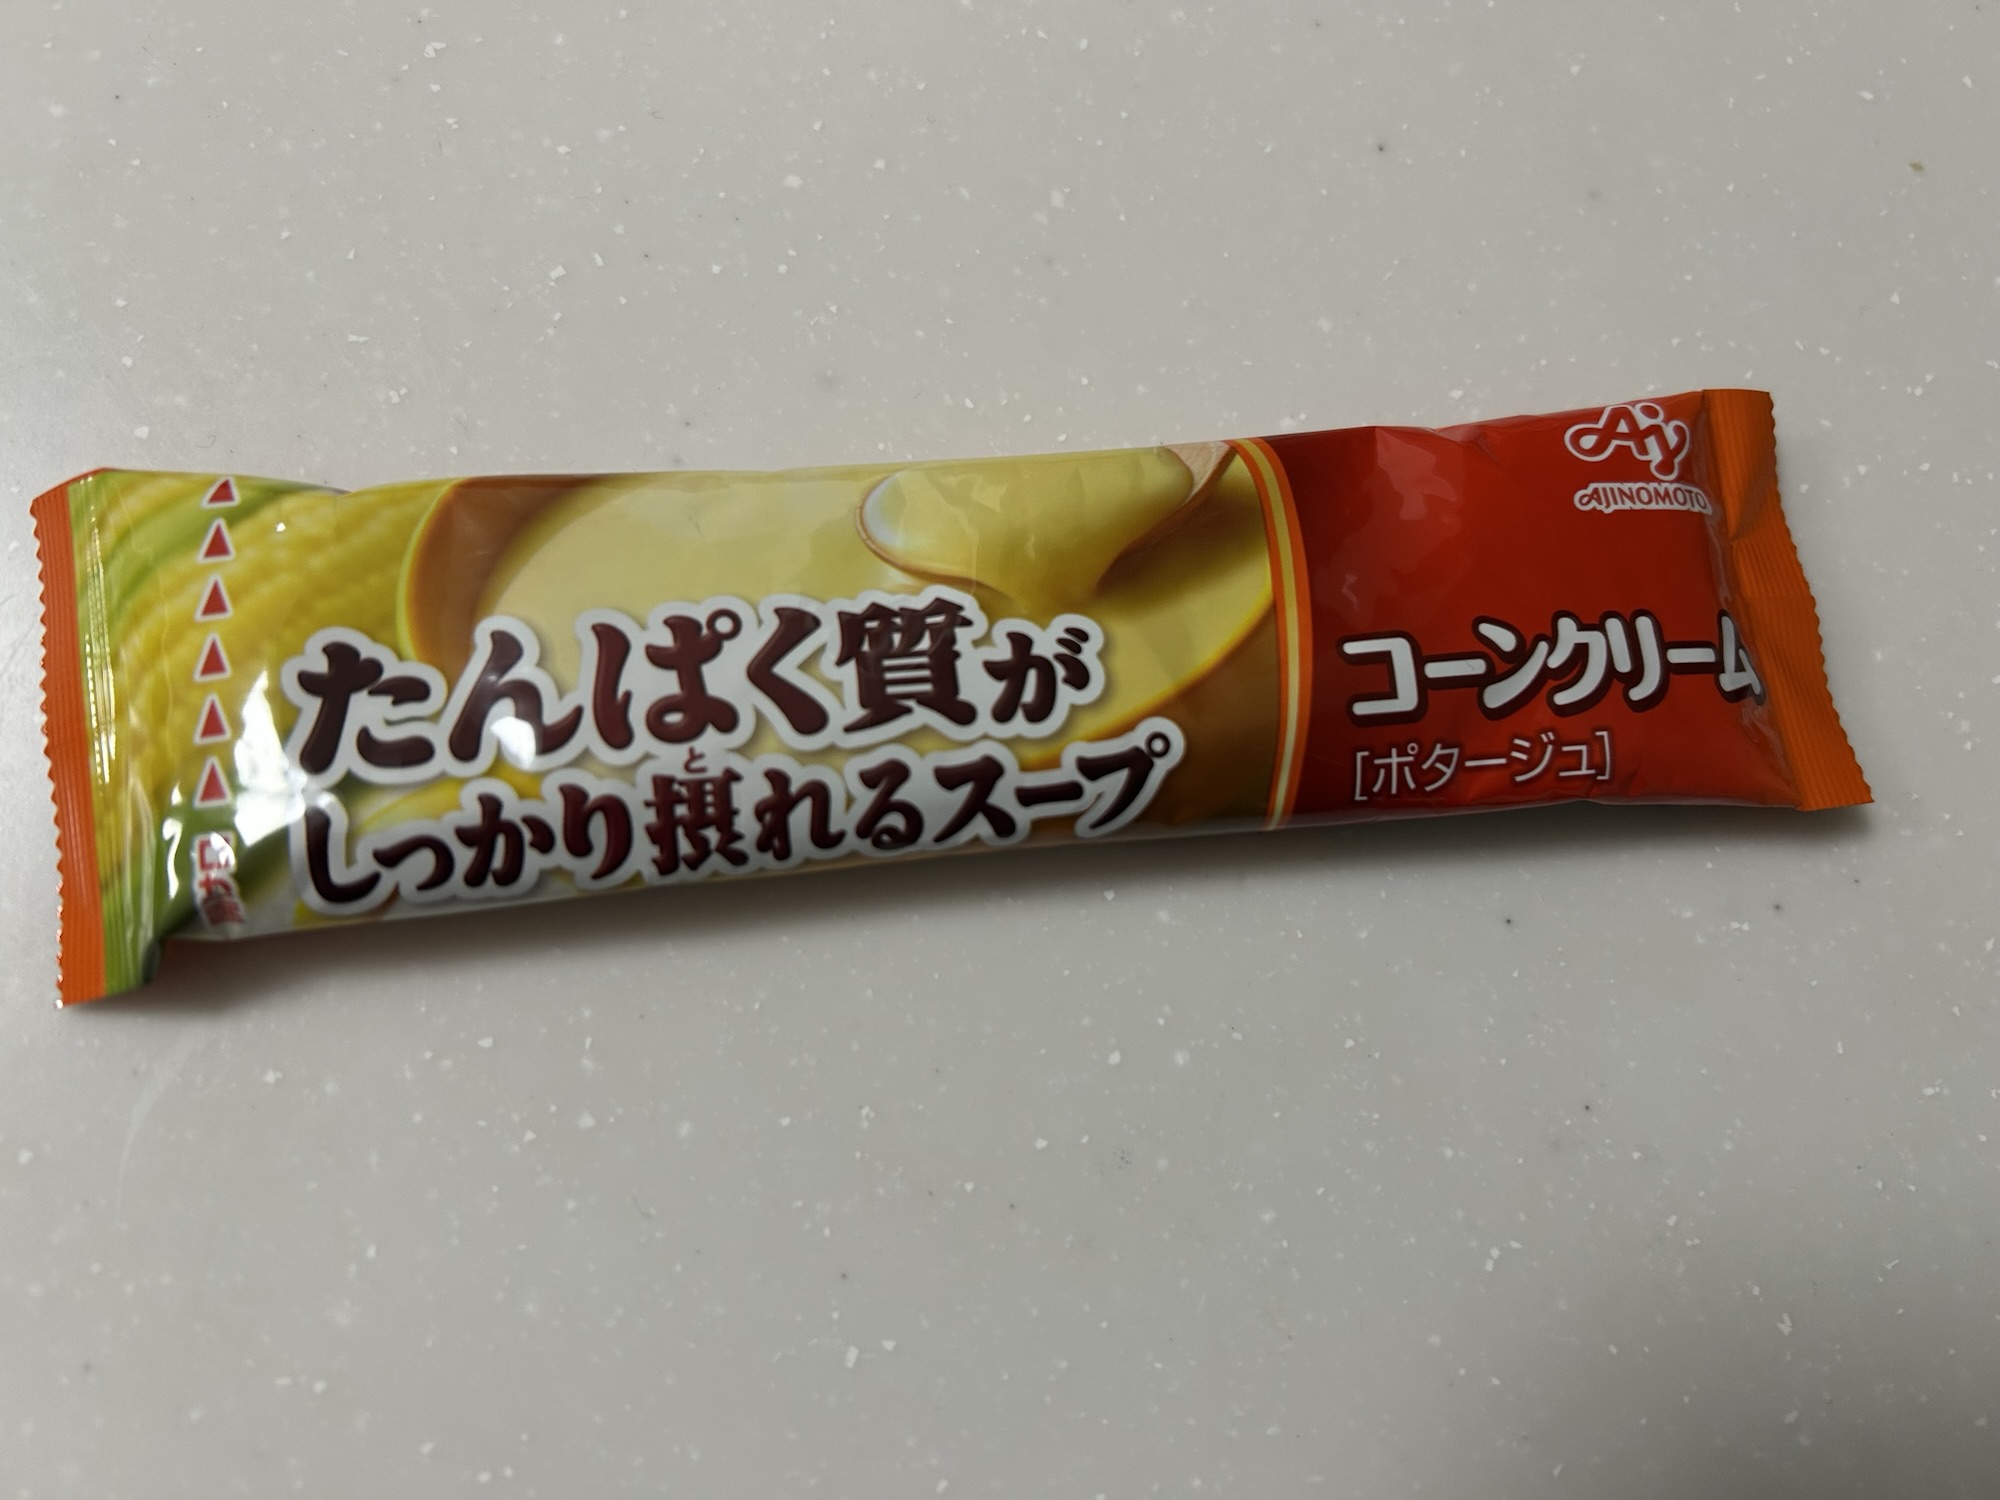 Aj
AJINOMOTO
たんぱく質が
と
しっかり摂れるスープ
コーンクリーム
[ポタージュ]